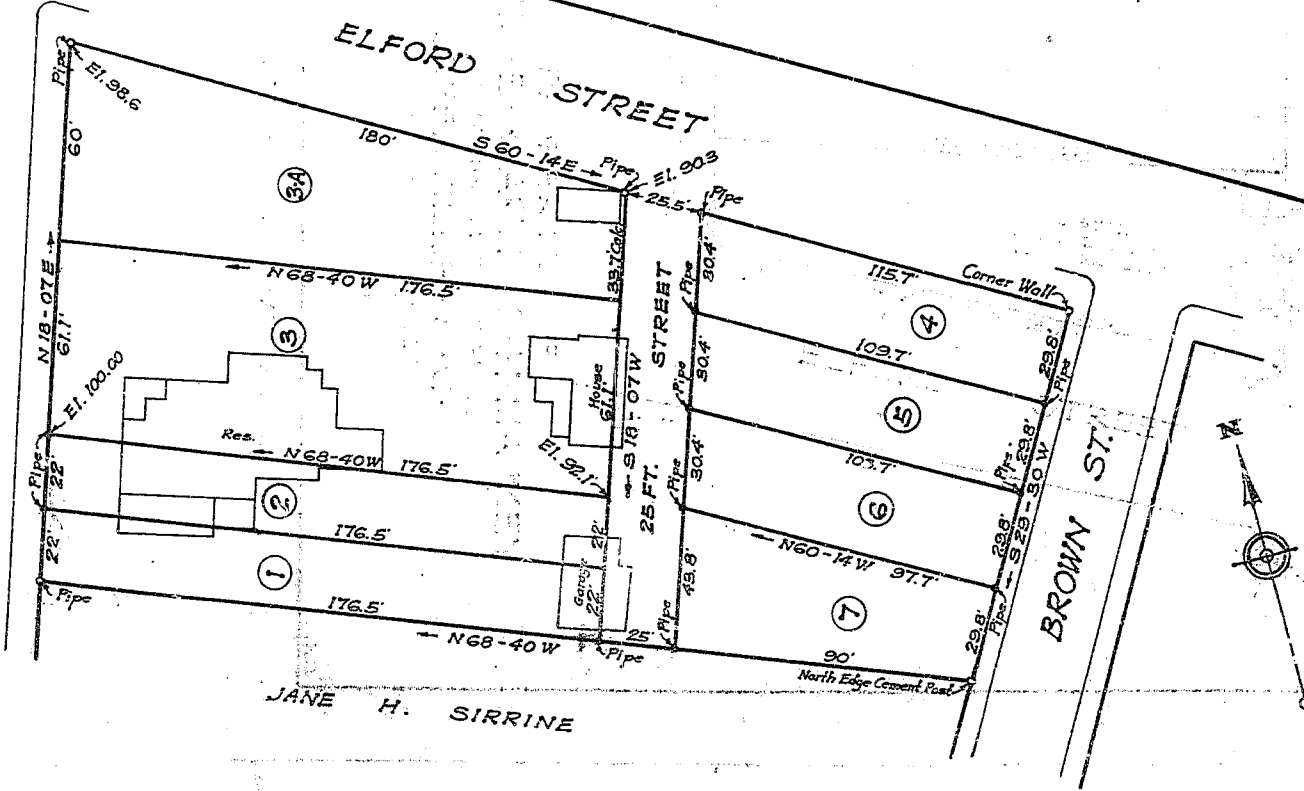 ELFORD STREET
Pipe
El. 98.6
60'
180'
S 60-14 E
Pipe
El. 90.3
25.5'
Pipe
3-A
33.7 Calc.
N 18-07 E
61.1'
N 68-40 W 176.5'
3
El. 100.00
Res.
House
61.1'
S 18-07 W
25 FT. STREET
Pipe
30.4'
115.7'
Corner Wall
4
29.8'
Pipe
109.7'
Pipe
30.4'
5
29.8'
Pipe
Pipe
30.4'
6
29.8'
S 29-30 W
BROWN ST.
N
N 60-14 W 97.7'
Pipe
49.8'
7
29.8'
Pipe
90'
North Edge Cement Post
N 68-40 W 176.5'
El. 92.1
Pipe
22'
2
22'
176.5'
22'
1
Garage
22'
Pipe
176.5'
N 68-40 W
25'
Pipe
JANE H. SIRRINE